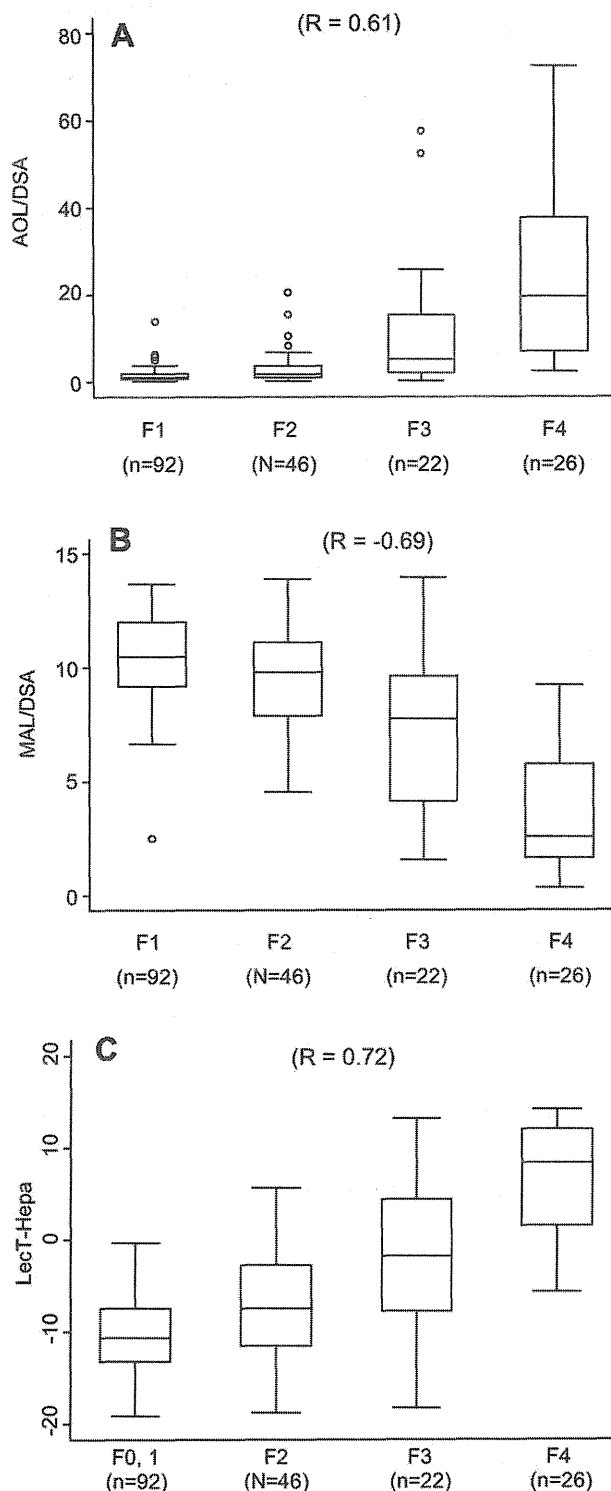 A
(R = 0.61)
80
60
40
20
0
AOL/DSA
F1 F2 F3 F4
(n=92) (N=46) (n=22) (n=26)
B
(R = -0.69)
15
10
5
0
MAL/DSA
F1 F2 F3 F4
(n=92) (N=46) (n=22) (n=26)
C
(R = 0.72)
20
10
0
-10
-20
LecT-Hepa
F0, 1 F2 F3 F4
(n=92) (N=46) (n=22) (n=26)